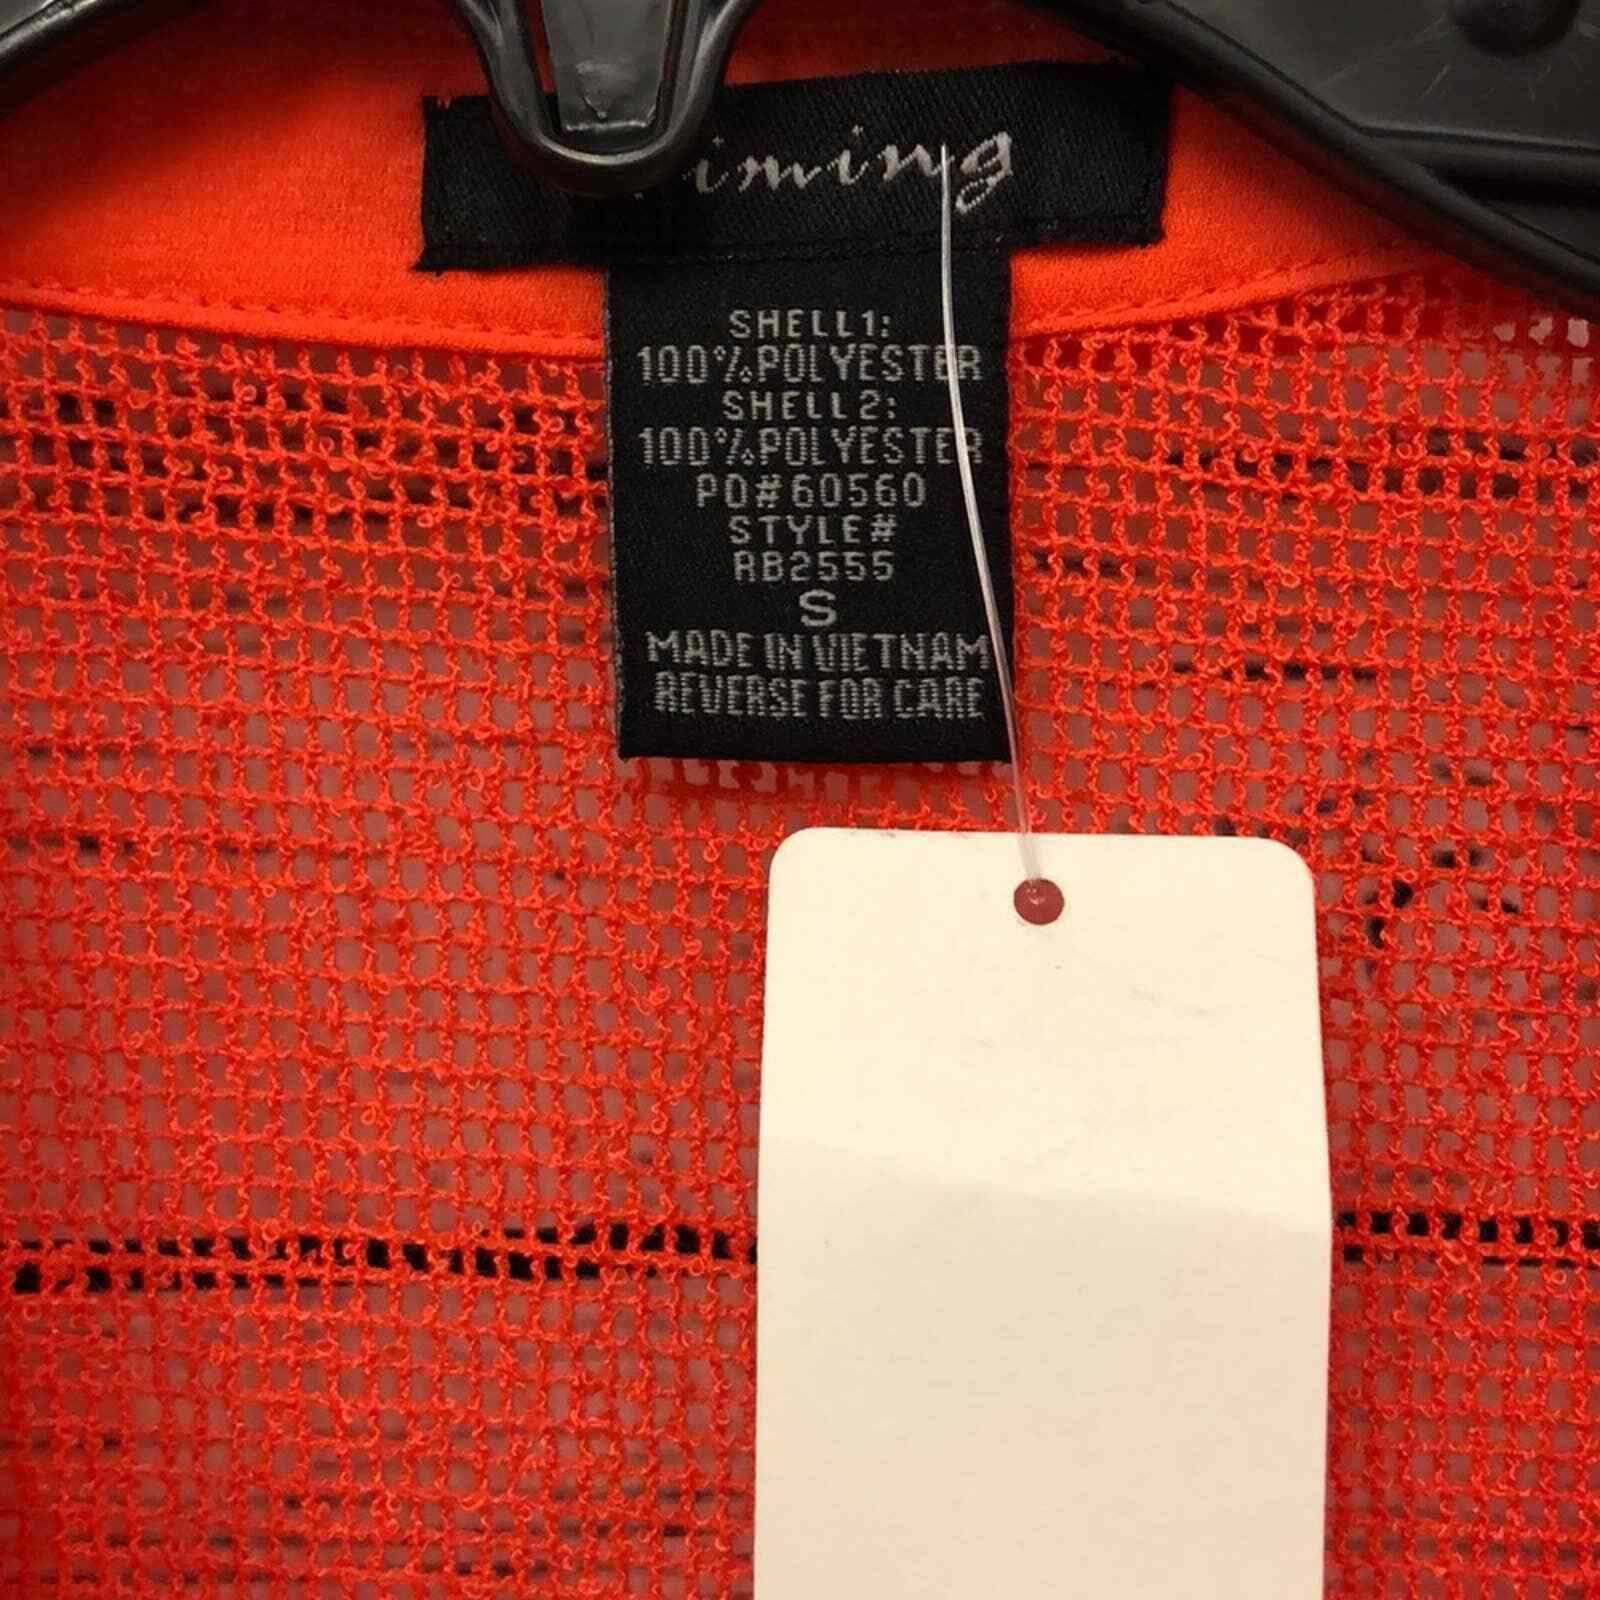 SHELL1:
100%POLYESTER
SHELL2:
100%POLYESTER
PO#60560
STYLE#
RB2555
S
MADE IN VIETNAM
REVERSE FOR CARE